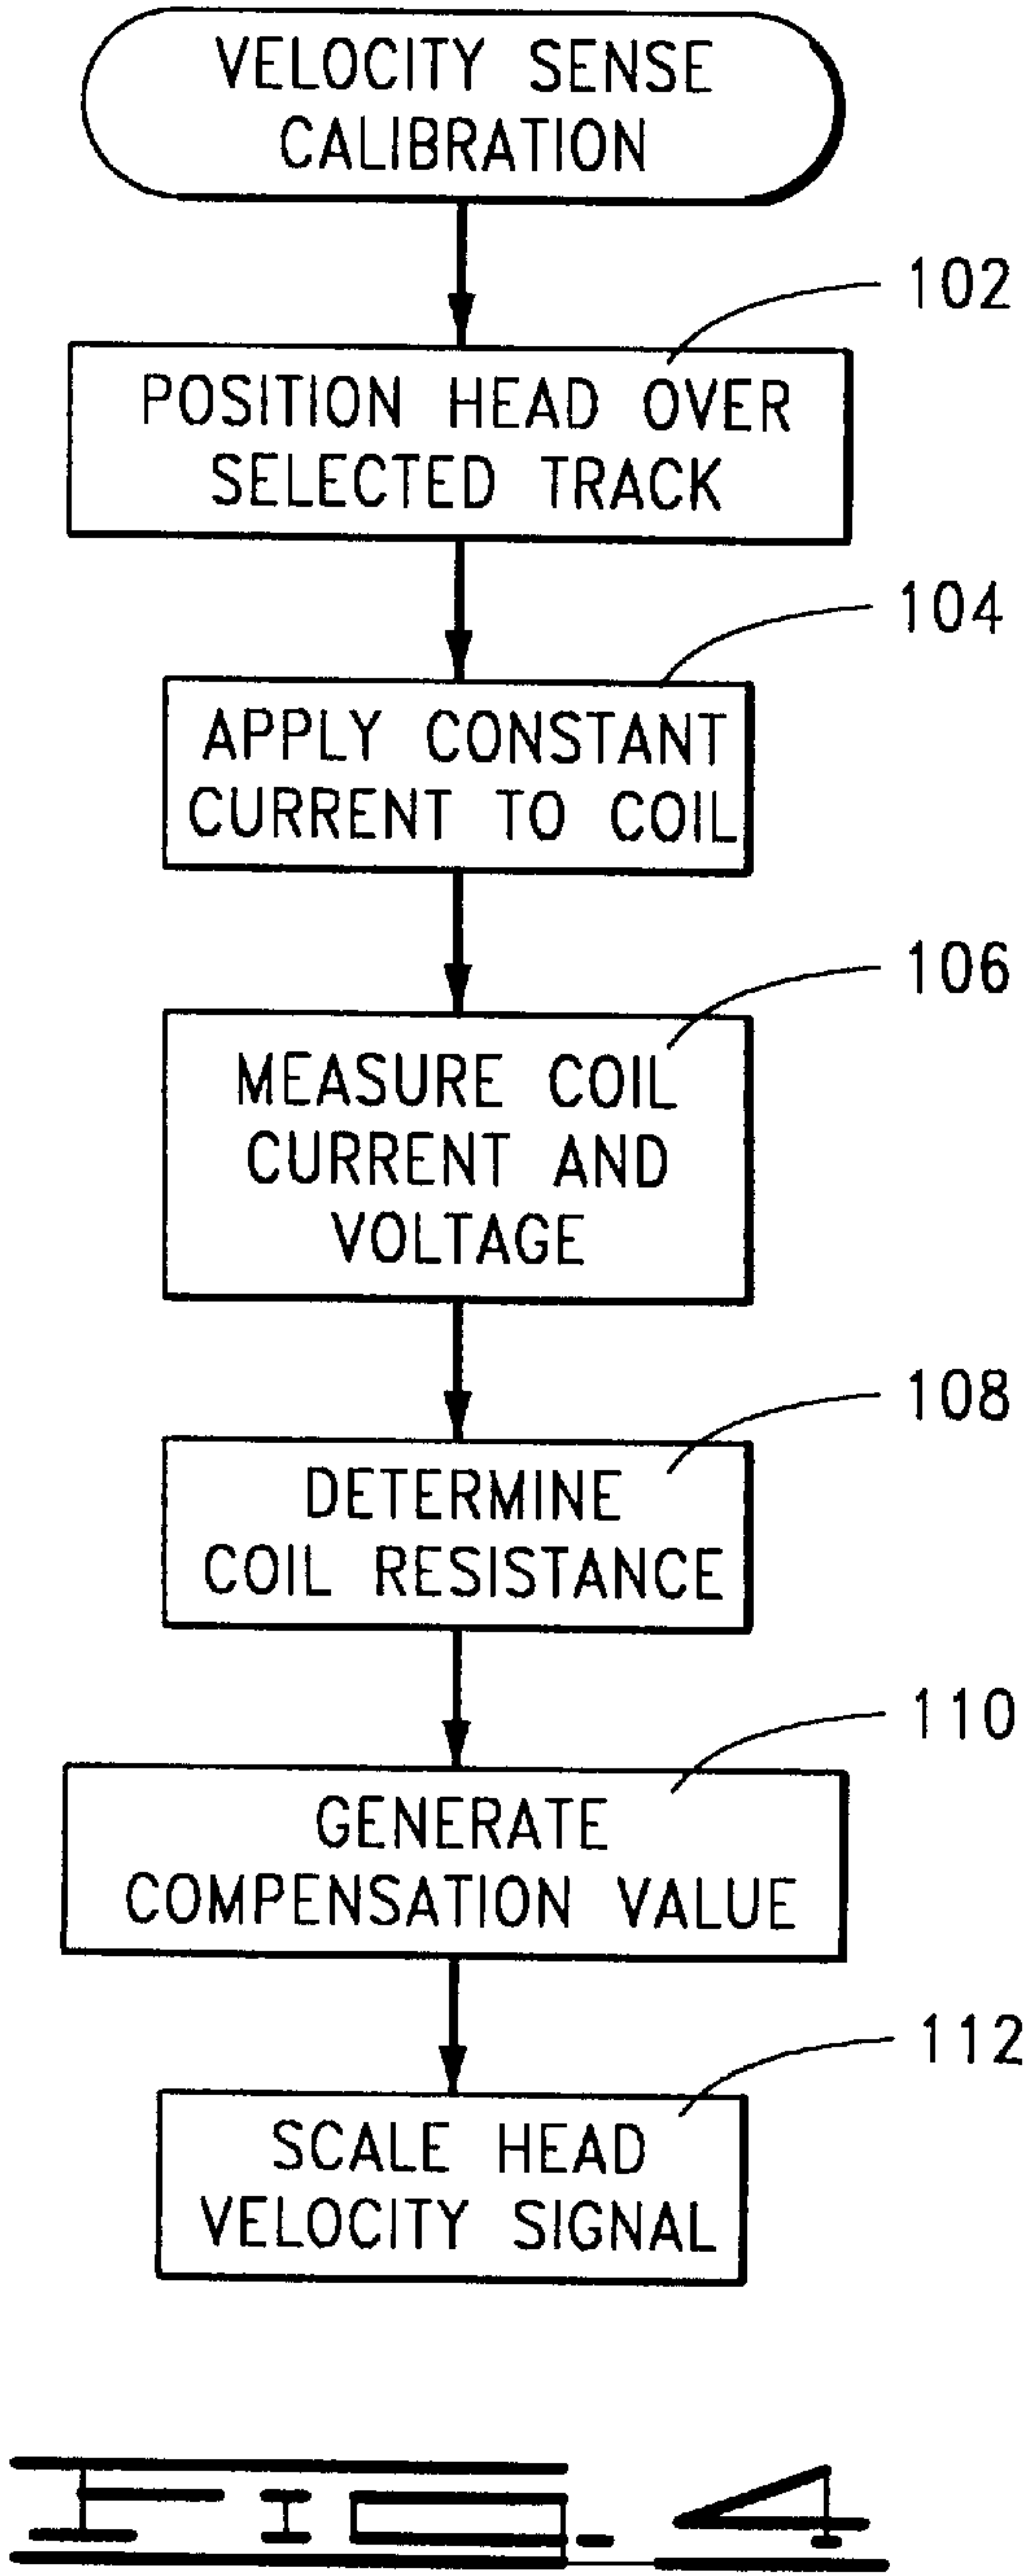 VELOCITY SENSE
CALIBRATION
102
POSITION HEAD OVER
SELECTED TRACK
104
APPLY CONSTANT
CURRENT TO COIL
106
MEASURE COIL
CURRENT AND
VOLTAGE
108
DETERMINE
COIL RESISTANCE
110
GENERATE
COMPENSATION VALUE
112
SCALE HEAD
VELOCITY SIGNAL
FIG. 4